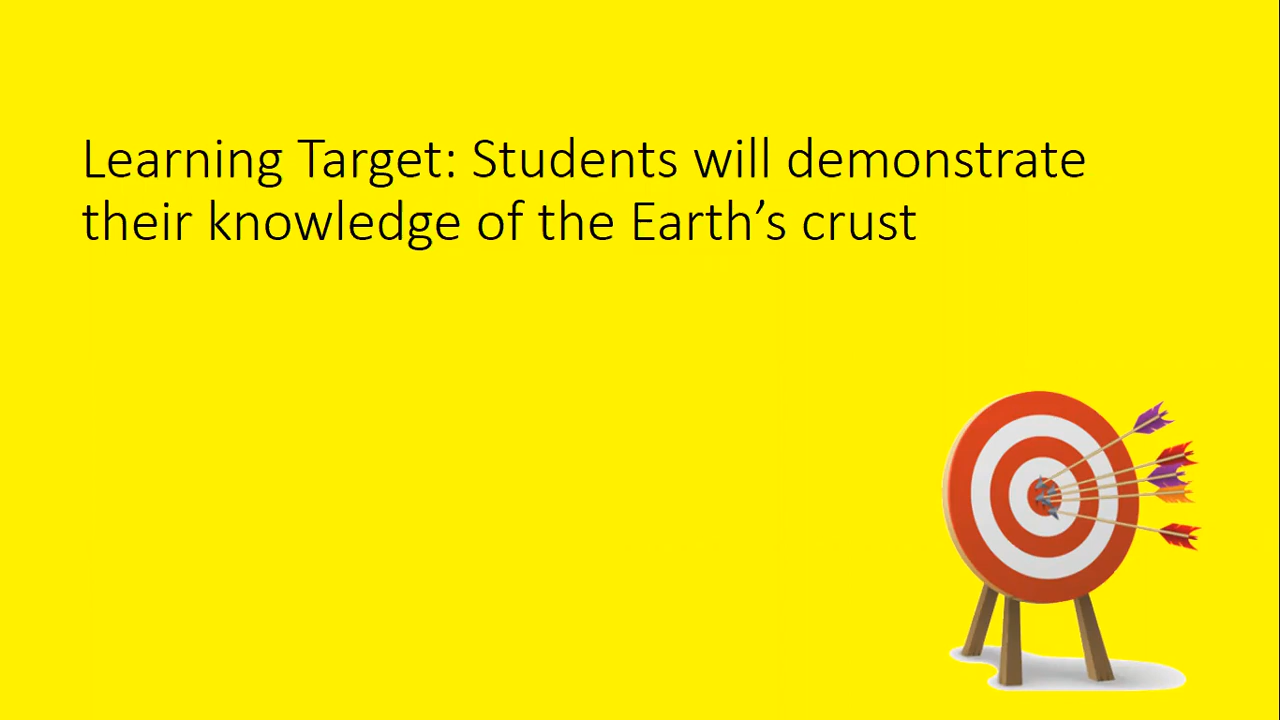 Learning Target: Students will demonstrate
their knowledge of the Earth’s crust